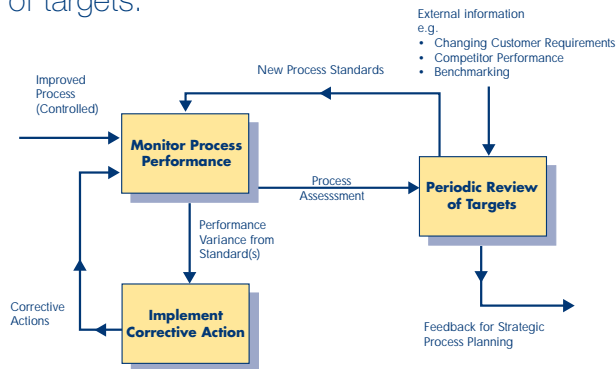 of targets.
External information
e.g.
• Changing Customer Requirements
• Competitor Performance
• Benchmarking
New Process Standards
Improved
Process
(Controlled)
Monitor Process
Performance
Process
Assesssment
Periodic Review
of Targets
Performance
Variance from
Standard(s)
Corrective
Actions
Implement
Corrective Action
Feedback for Strategic
Process Planning